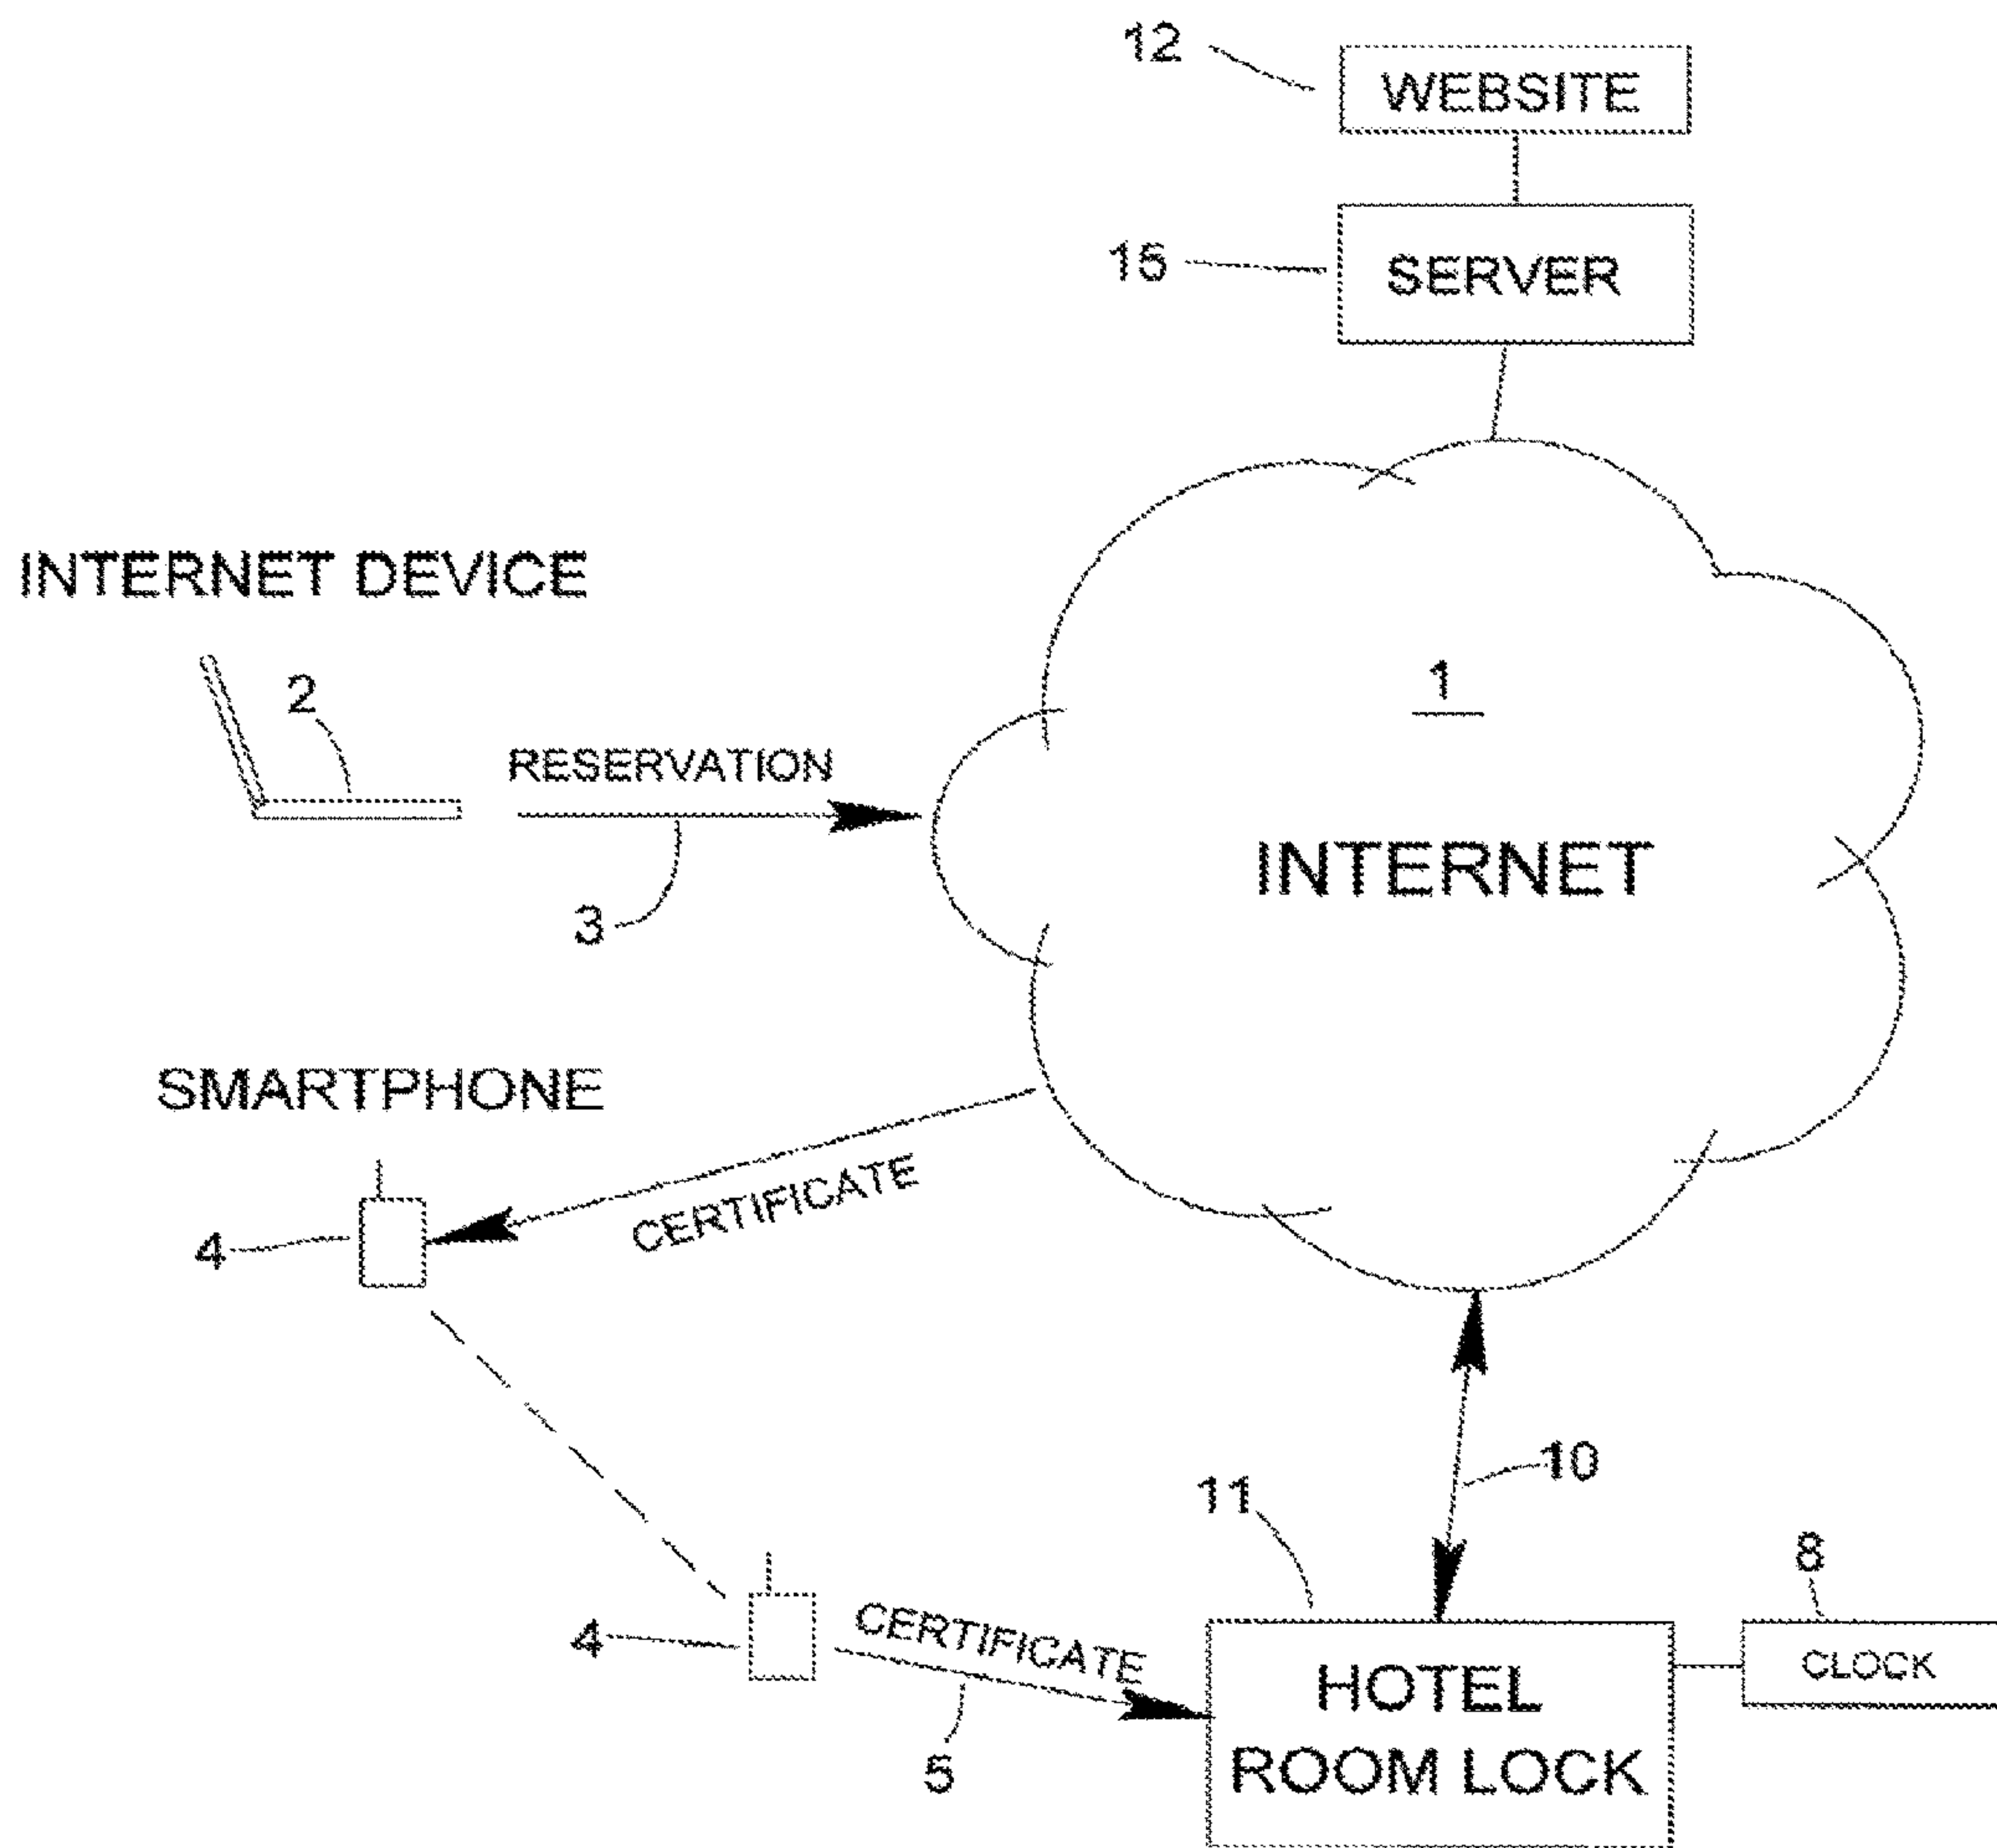 12
WEBSITE
15
SERVER
INTERNET DEVICE
2
RESERVATION
3
1
INTERNET
SMARTPHONE
4
CERTIFICATE
10
11
8
CLOCK
4
CERTIFICATE
5
HOTEL
ROOM LOCK